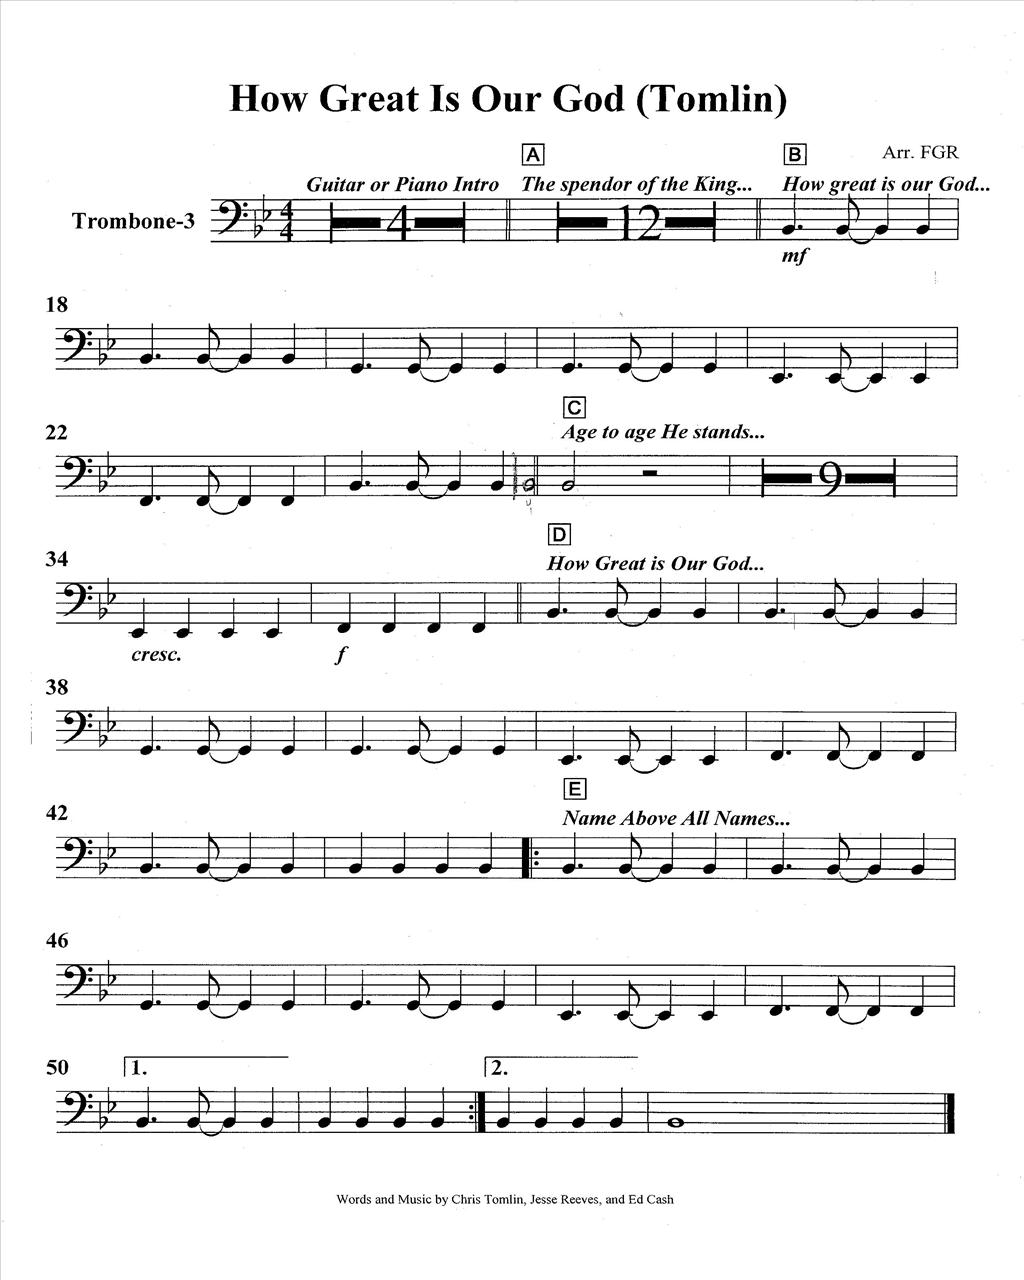 How Great Is Our God (Tomlin)
A
B
Arr. FGR
Guitar or Piano Intro
The spendor of the King...
How great is our God...
Trombone-3
4
4
4
12
mf
18
22
C
Age to age He stands...
9
34
D
How Great is Our God...
cresc.
f
38
42
E
Name Above All Names...
46
50
1.
2.
Words and Music by Chris Tomlin, Jesse Reeves, and Ed Cash